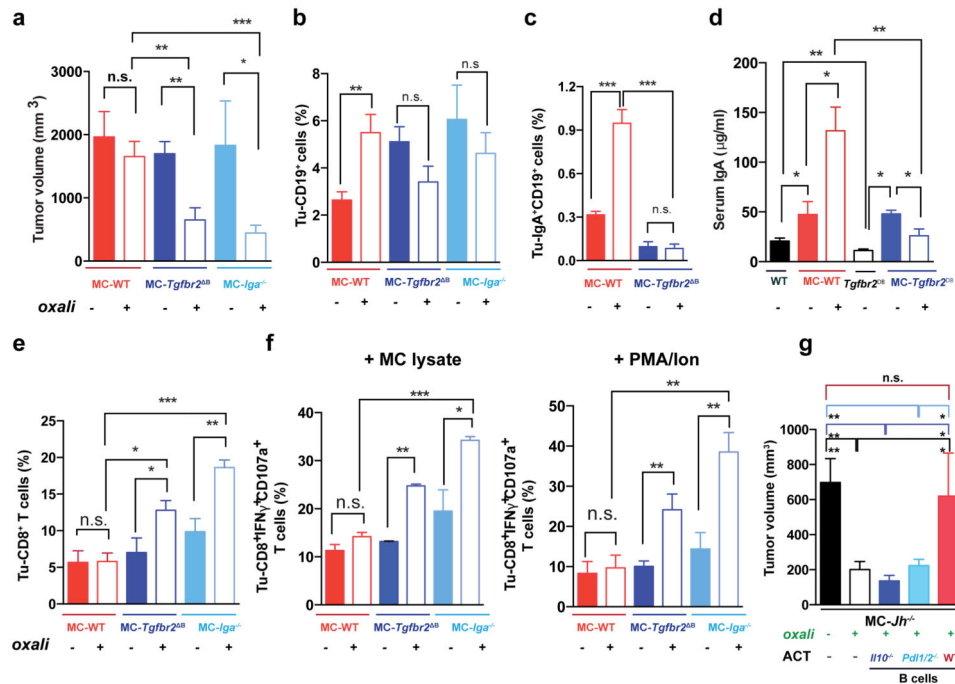 a
Tumor volume (mm 3)
3000
2000
1000
0
n.s.
**
**
***
*
MC-WT
MC-Tgfbr2ΔB
MC-Iga-/-
oxali
- + - + - +
b
Tu-CD19+ cells (%)
8
6
4
2
0
**
n.s.
n.s
MC-WT
MC-Tgfbr2ΔB
MC-Iga-/-
- + - + - +
c
Tu-IgA+CD19+ cells (%)
1.2
0.9
0.6
0.3
0.0
***
***
n.s.
MC-WT
MC-Tgfbr2ΔB
- + - +
d
Serum IgA (µg/ml)
200
150
100
50
0
**
**
*
*
*
*
WT
MC-WT
Tgfbr2DB
MC-Tgfbr2DB
- - + - - +
e
Tu-CD8+ T cells (%)
25
20
15
10
5
0
n.s.
*
*
***
**
MC-WT
MC-Tgfbr2ΔB
MC-Iga-/-
oxali
- + - + - +
f
+ MC lysate
Tu-CD8+IFNγ+CD107a+
T cells (%)
40
30
20
10
0
n.s.
**
***
*
MC-WT
MC-Tgfbr2ΔB
MC-Iga-/-
- + - + - +
+ PMA/Ion
Tu-CD8+IFNγ+CD107a+
T cells (%)
50
40
30
20
10
0
n.s.
**
**
**
MC-WT
MC-Tgfbr2ΔB
MC-Iga-/-
- + - + - +
g
Tumor volume (mm3)
1000
800
600
400
200
0
n.s.
** *
** *
** *
MC-Jh-/-
oxali - + + + +
ACT - - Il10-/- Pdl1/2-/- WT
B cells